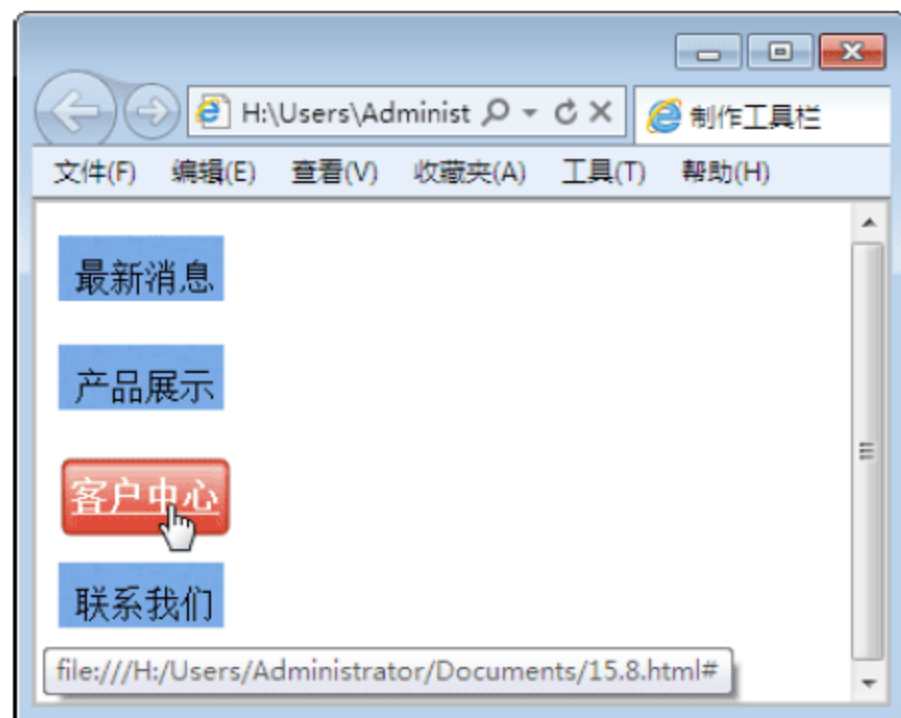 H:\Users\Administ
制作工具栏
文件(F) 编辑(E) 查看(V) 收藏夹(A) 工具(T) 帮助(H)
最新消息
产品展示
客户中心
联系我们
file:///H:/Users/Administrator/Documents/15.8.html#